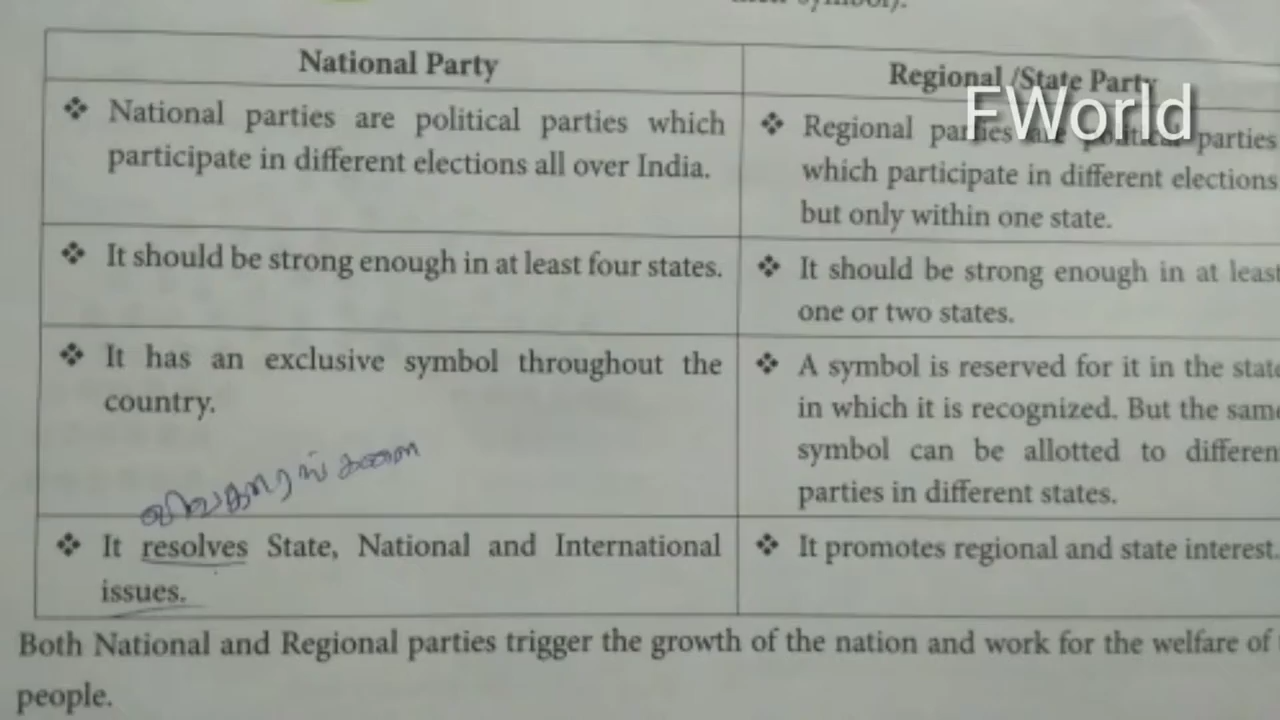 symbol).
National Party
Regional /State Party
FWorld
❖ National parties are political parties which
participate in different elections all over India.
❖ Regional parties are political parties
which participate in different elections
but only within one state.
❖ It should be strong enough in at least four states.
❖ It should be strong enough in at least
one or two states.
❖ It has an exclusive symbol throughout the
country.
❖ A symbol is reserved for it in the state
in which it is recognized. But the same
symbol can be allotted to differen
parties in different states.
விவகாரங்களை
❖ It resolves State, National and International
issues.
❖ It promotes regional and state interest.
Both National and Regional parties trigger the growth of the nation and work for the welfare of
people.